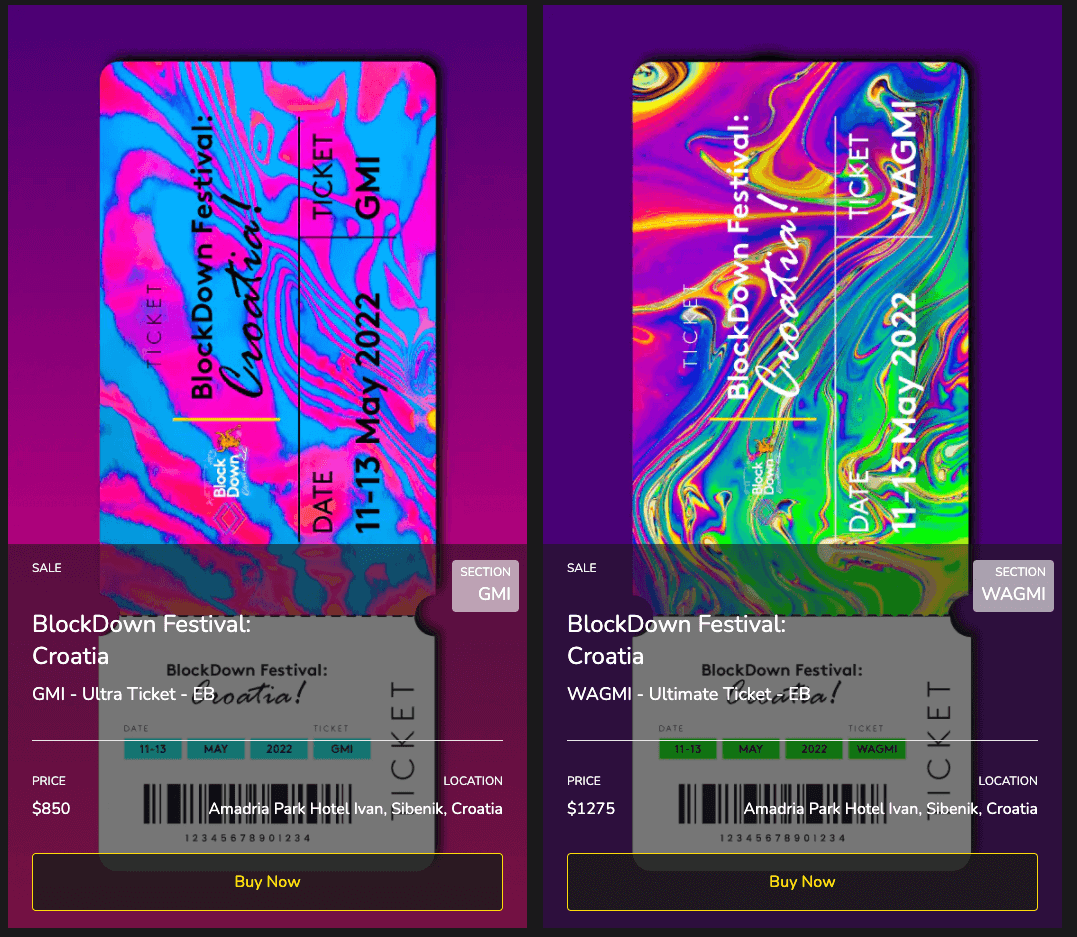 TICKET
BlockDown Festival:
Croatia!
Block
Down
TICKET
GMI
DATE
11-13 May 2022
SALE
SECTION
GMI
BlockDown Festival:
Croatia
GMI - Ultra Ticket - EB
BlockDown Festival:
Croatia!
DATE
TICKET
11-13 MAY 2022 GMI
TICKET
PRICE
LOCATION
$850
Amadria Park Hotel Ivan, Sibenik, Croatia
12345678901234
Buy Now
TICKET
BlockDown Festival:
Croatia!
Block
Down
TICKET
WAGMI
DATE
11-13 May 2022
SALE
SECTION
WAGMI
BlockDown Festival:
Croatia
WAGMI - Ultimate Ticket - EB
BlockDown Festival:
Croatia!
DATE
TICKET
11-13 MAY 2022 WAGMI
TICKET
PRICE
LOCATION
$1275
Amadria Park Hotel Ivan, Sibenik, Croatia
12345678901234
Buy Now